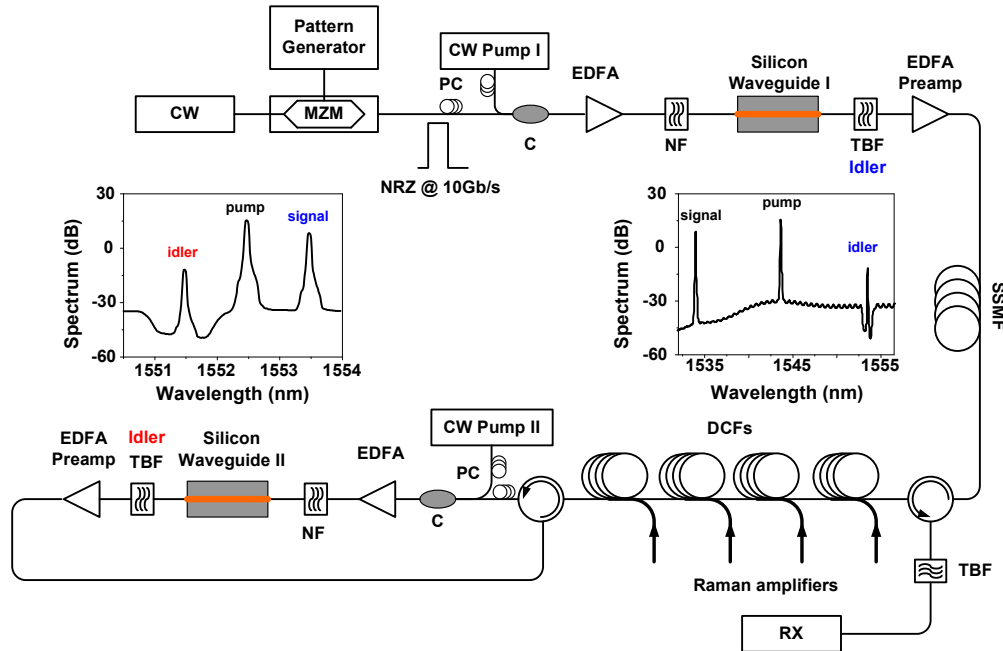 Pattern
Generator
CW Pump I
CW
MZM
PC
C
EDFA
NF
Silicon
Waveguide I
TBF
Idler
EDFA
Preamp
NRZ @ 10Gb/s
Spectrum (dB)
30
0
-30
-60
idler
pump
signal
1551
1552
1553
1554
Wavelength (nm)
Spectrum (dB)
30
0
-30
-60
signal
pump
idler
1535
1545
1555
Wavelength (nm)
SSMF
EDFA
Preamp
Idler
TBF
Silicon
Waveguide II
NF
EDFA
CW Pump II
PC
C
DCFs
Raman amplifiers
TBF
RX